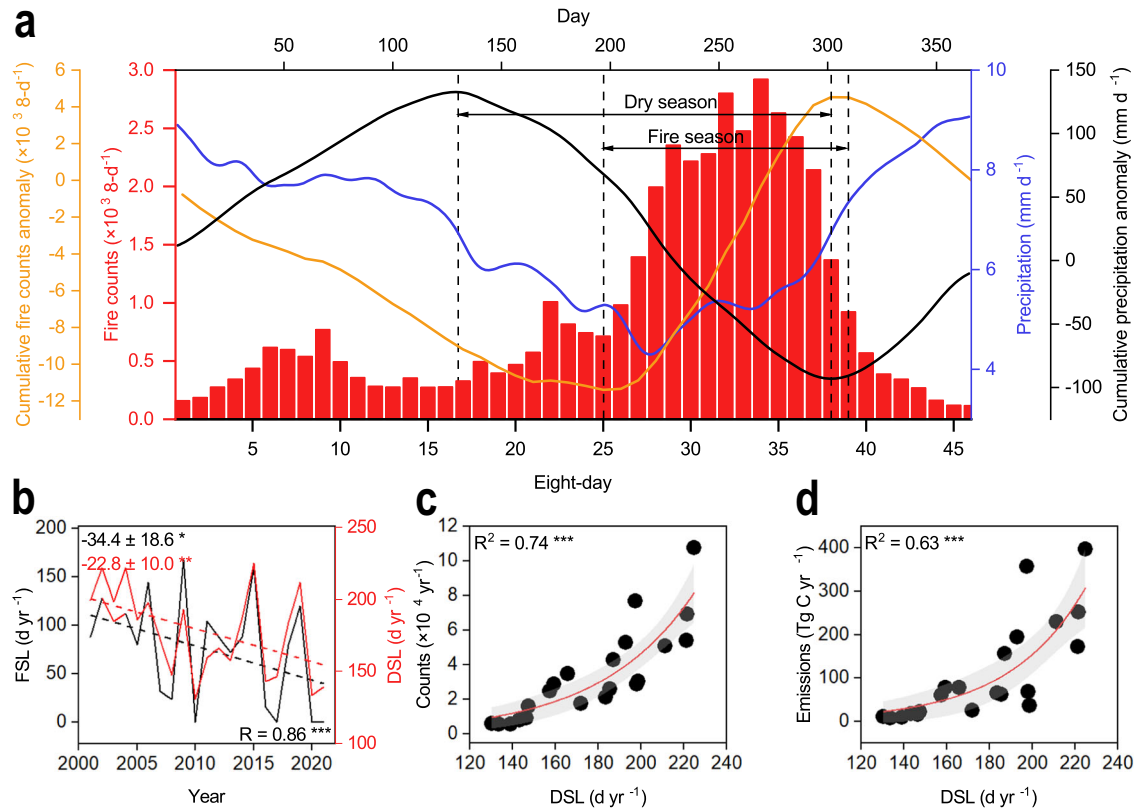 a
Day
50 100 150 200 250 300 350
6 3.0 10 150
4 2.5 8 100
2 2.0 50
0 1.5 6 0
-2 1.0 -50
-4 0.5 4 -100
-6 0.0
-8
-10
-12
Cumulative fire counts anomaly (×10 3 8-d-1)
Fire counts (×10 3 8-d-1)
Dry season
Fire season
Precipitation (mm d-1)
Cumulative precipitation anomaly (mm d-1)
5 10 15 20 25 30 35 40 45
Eight-day
b
200
150
100
50
0
FSL (d yr -1)
-34.4 ± 18.6 *
-22.8 ± 10.0 **
R = 0.86 ***
250
200
150
100
DSL (d yr -1)
2000 2005 2010 2015 2020
Year
c
12
10
8
6
4
2
0
Counts (×10 4 yr-1)
R2 = 0.74 ***
120 140 160 180 200 220 240
DSL (d yr -1)
d
400
300
200
100
0
Emissions (Tg C yr -1)
R2 = 0.63 ***
120 140 160 180 200 220 240
DSL (d yr -1)